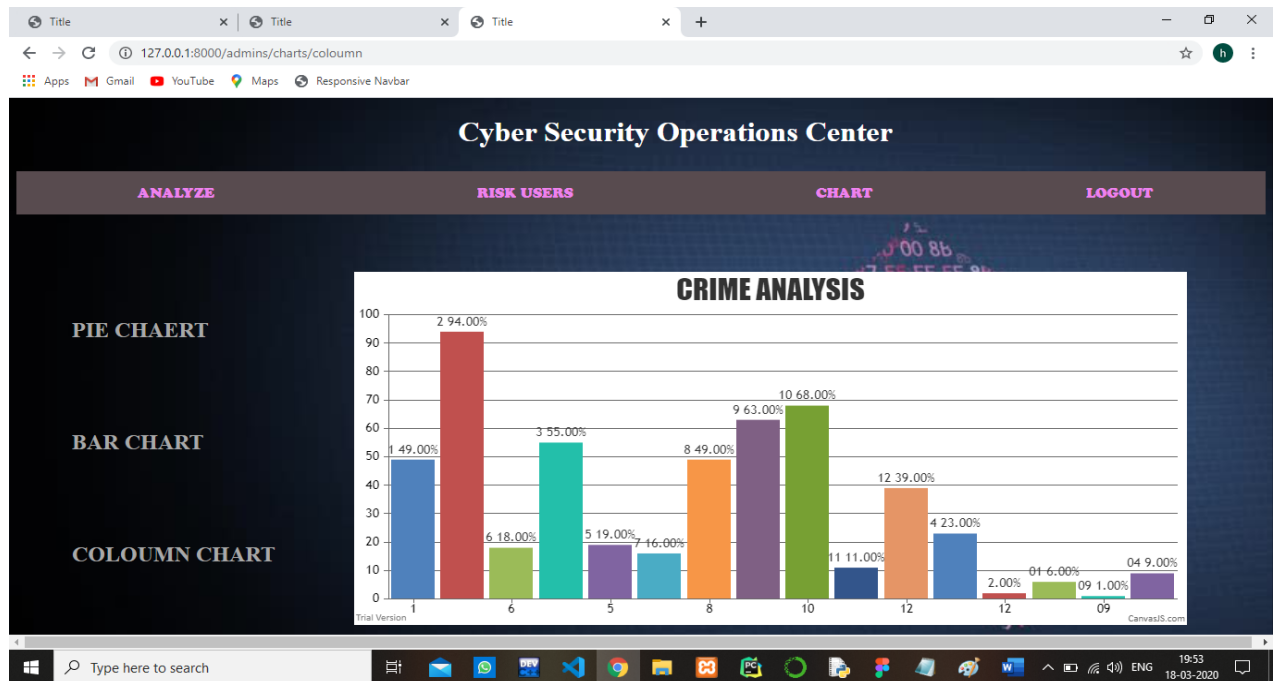 Title Title Title
127.0.0.1:8000/admins/charts/coloumn h
Apps Gmail YouTube Maps Responsive Navbar
Cyber Security Operations Center
ANALYZE RISK USERS CHART LOGOUT
00 8b
PIE CHAERT
BAR CHART
COLOUMN CHART
CRIME ANALYSIS
100
90
80
70
60
50
40
30
20
10
0
1 49.00%
2 94.00%
6 18.00%
3 55.00%
5 19.00%
7 16.00%
8 49.00%
9 63.00%
10 68.00%
11 11.00%
12 39.00%
4 23.00%
2.00%
01 6.00%
09 1.00%
04 9.00%
1 6 5 8 10 12 12 09
Trial Version CanvasJS.com
Type here to search DEV PC W ENG 19:53
18-03-2020